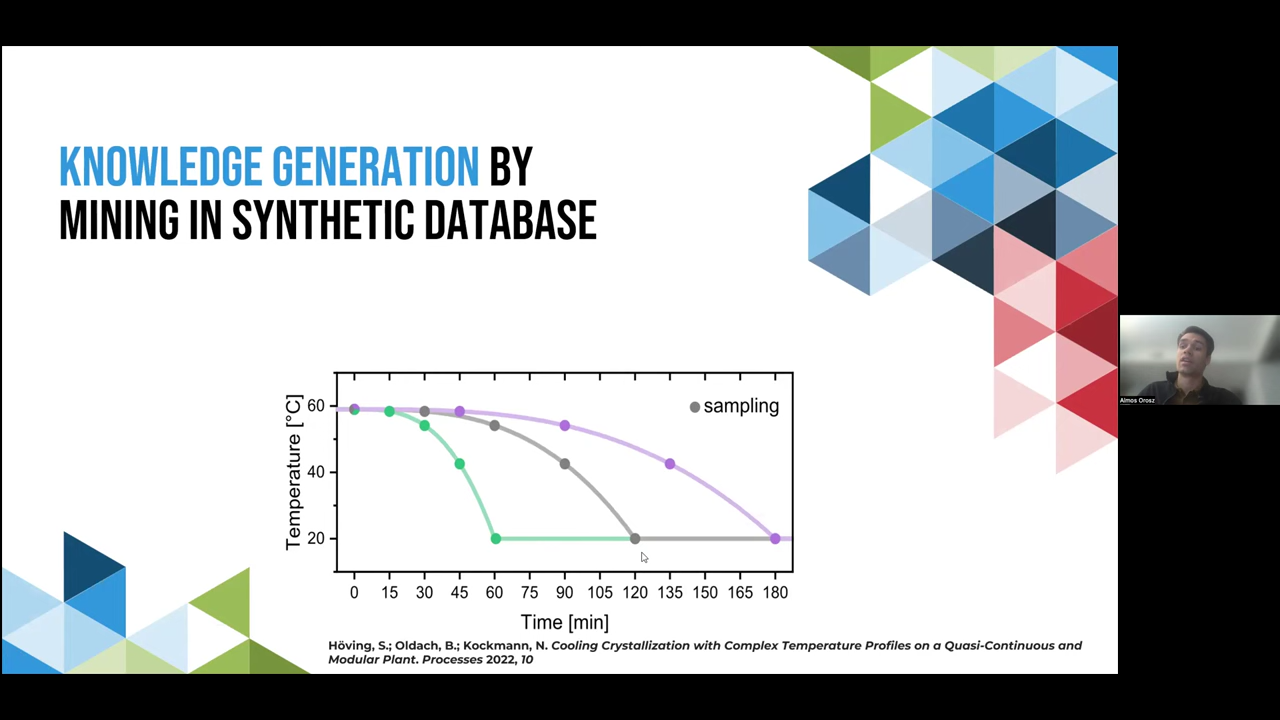 KNOWLEDGE GENERATION BY
MINING IN SYNTHETIC DATABASE
sampling
Temperature [°C]
60
40
20
0 15 30 45 60 75 90 105 120 135 150 165 180
Time [min]
Höving, S.; Oldach, B.; Kockmann, N. Cooling Crystallization with Complex Temperature Profiles on a Quasi-Continuous and
Modular Plant. Processes 2022, 10
Almos Orosz